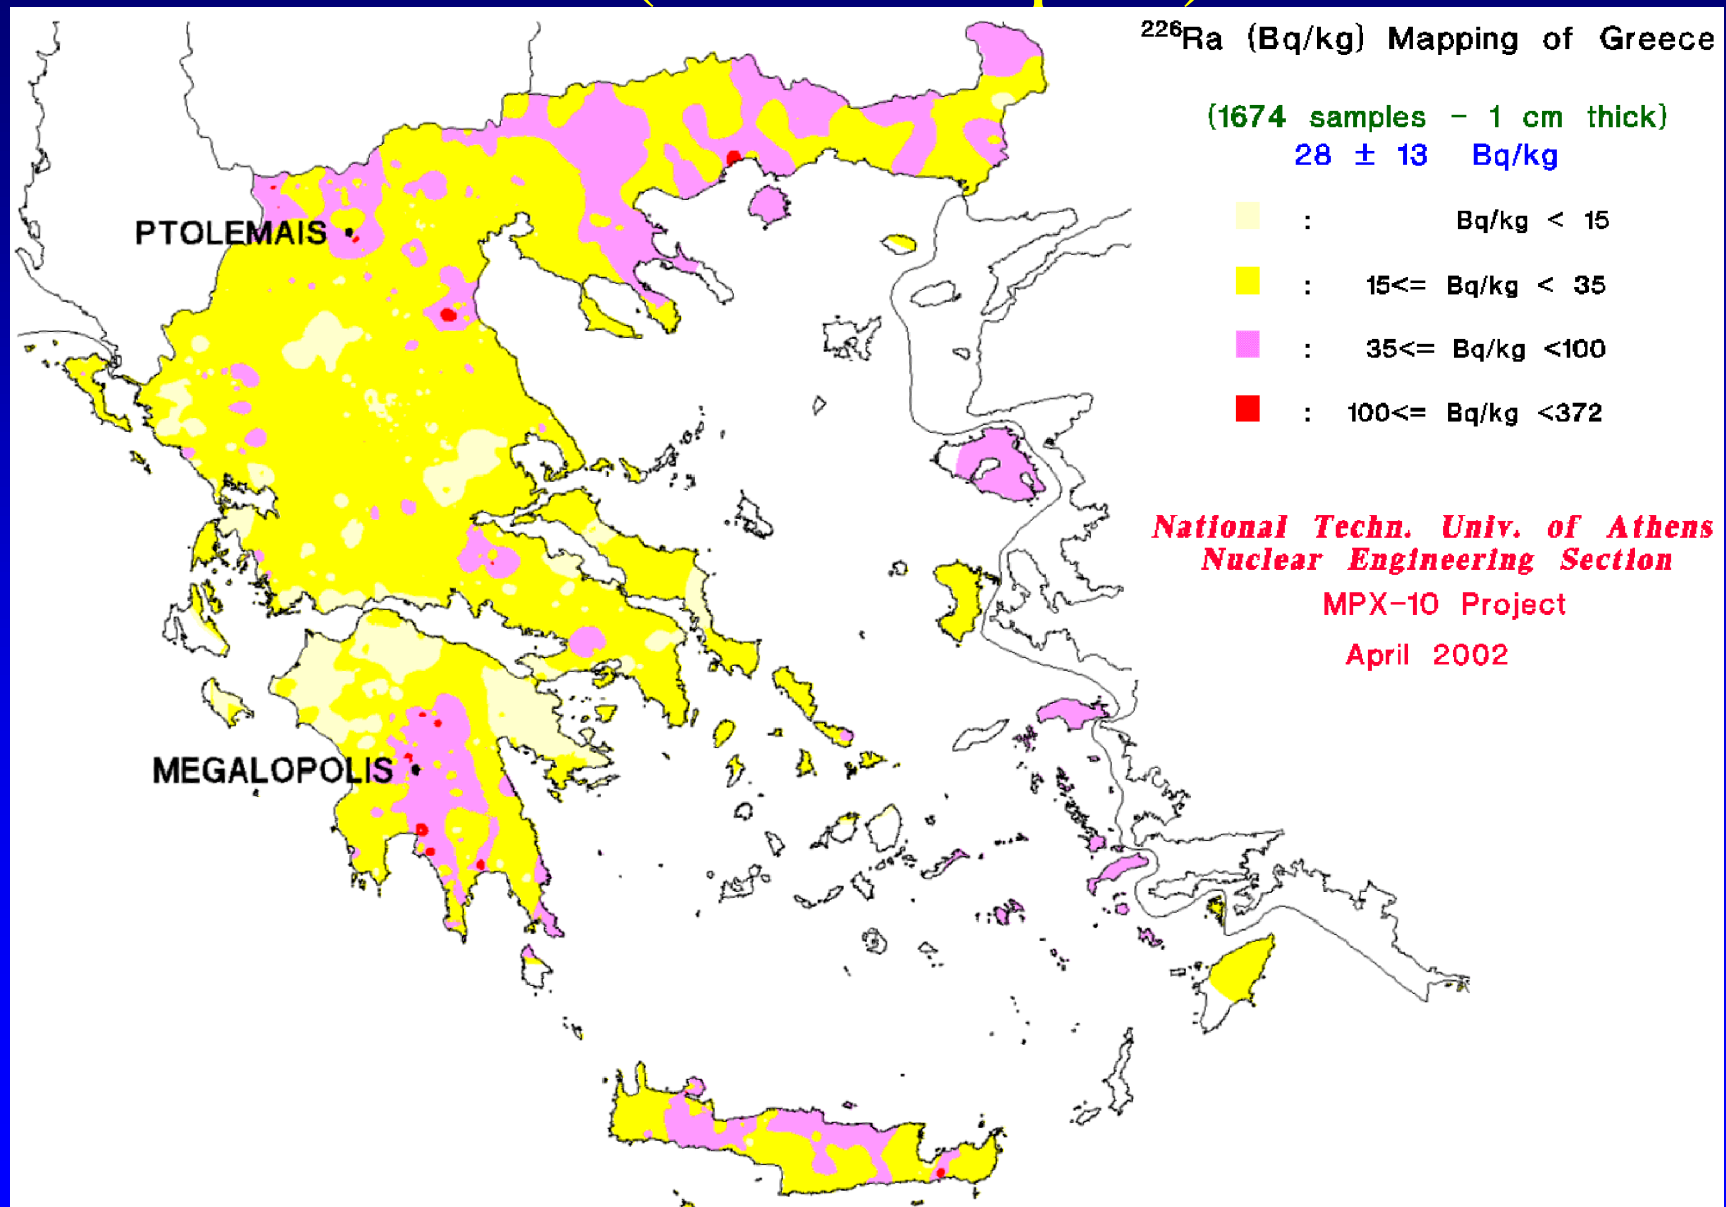 ²²⁶Ra (Bq/kg) Mapping of Greece
(1674 samples - 1 cm thick)
28 ± 13 Bq/kg
: Bq/kg < 15
: 15<= Bq/kg < 35
: 35<= Bq/kg <100
: 100<= Bq/kg <372
National Techn. Univ. of Athens
Nuclear Engineering Section
MPX-10 Project
April 2002
PTOLEMAIS
MEGALOPOLIS